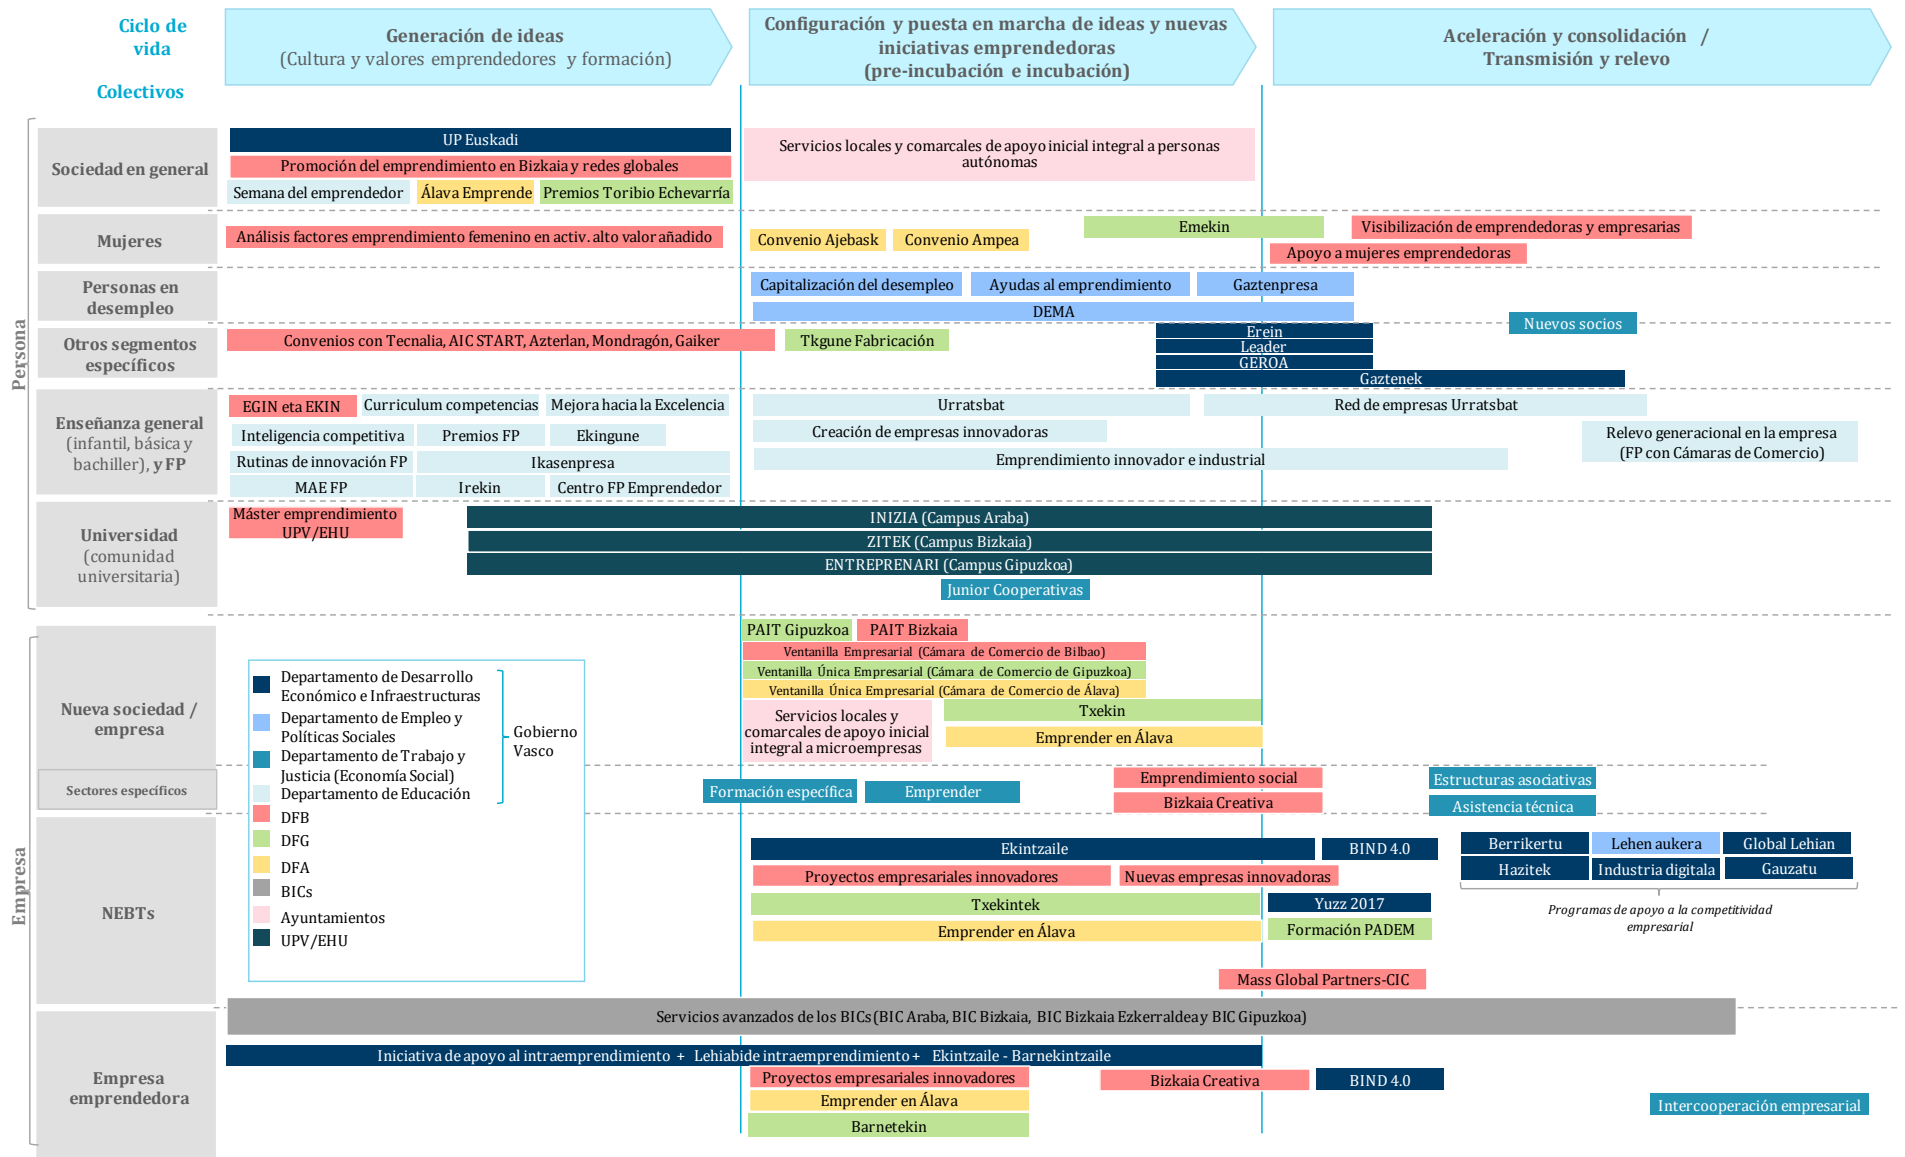 Ciclo de
vida
Colectivos
Generación de ideas
(Cultura y valores emprendedores y formación)
Configuración y puesta en marcha de ideas y nuevas
iniciativas emprendedoras
(pre-incubación e incubación)
Aceleración y consolidación /
Transmisión y relevo
Persona
Sociedad en general
UP Euskadi
Promoción del emprendimiento en Bizkaia y redes globales
Semana del emprendedor
Álava Emprende
Premios Toribio Echevarría
Servicios locales y comarcales de apoyo inicial integral a personas
autónomas
Mujeres
Análisis factores emprendimiento femenino en activ. alto valor añadido
Convenio Ajebask
Convenio Ampea
Emekin
Visibilización de emprendedoras y empresarias
Apoyo a mujeres emprendedoras
Personas en
desempleo
Capitalización del desempleo
Ayudas al emprendimiento
Gaztenpresa
DEMA
Nuevos socios
Otros segmentos
específicos
Convenios con Tecnalia, AIC START, Azterlan, Mondragón, Gaiker
Tkgune Fabricación
Erein
Leader
GEROA
Gaztenek
Enseñanza general
(infantil, básica y
bachiller), y FP
EGIN eta EKIN
Curriculum competencias
Mejora hacia la Excelencia
Inteligencia competitiva
Premios FP
Ekingune
Rutinas de innovación FP
Ikasenpresa
MAE FP
Irekin
Centro FP Emprendedor
Urratsbat
Red de empresas Urratsbat
Creación de empresas innovadoras
Emprendimiento innovador e industrial
Relevo generacional en la empresa
(FP con Cámaras de Comercio)
Universidad
(comunidad
universitaria)
Máster emprendimiento
UPV/EHU
INIZIA (Campus Araba)
ZITEK (Campus Bizkaia)
ENTREPRENARI (Campus Gipuzkoa)
Junior Cooperativas
Empresa
Nueva sociedad /
empresa
PAIT Gipuzkoa
PAIT Bizkaia
Ventanilla Empresarial (Cámara de Comercio de Bilbao)
Ventanilla Única Empresarial (Cámara de Comercio de Gipuzkoa)
Ventanilla Única Empresarial (Cámara de Comercio de Álava)
Servicios locales y
comarcales de apoyo inicial
integral a microempresas
Txekin
Emprender en Álava
Sectores específicos
Formación específica
Emprender
Emprendimiento social
Bizkaia Creativa
Estructuras asociativas
Asistencia técnica
Departamento de Desarrollo
Económico e Infraestructuras
Departamento de Empleo y
Políticas Sociales
Departamento de Trabajo y
Justicia (Economía Social)
Departamento de Educación
Gobierno
Vasco
DFB
DFG
DFA
BICs
Ayuntamientos
UPV/EHU
NEBTs
Ekintzaile
BIND 4.0
Proyectos empresariales innovadores
Nuevas empresas innovadoras
Txekintek
Yuzz 2017
Emprender en Álava
Formación PADEM
Mass Global Partners-CIC
Berrikertu
Lehen aukera
Global Lehian
Hazitek
Industria digitala
Gauzatu
Programas de apoyo a la competitividad
empresarial
Servicios avanzados de los BICs(BIC Araba, BIC Bizkaia, BIC Bizkaia Ezkerraldea y BIC Gipuzkoa)
Empresa
emprendedora
Iniciativa de apoyo al intraemprendimiento + Lehiabide intraemprendimiento + Ekintzaile - Barnekintzaile
Proyectos empresariales innovadores
Bizkaia Creativa
BIND 4.0
Emprender en Álava
Barnetekin
Intercooperación empresarial